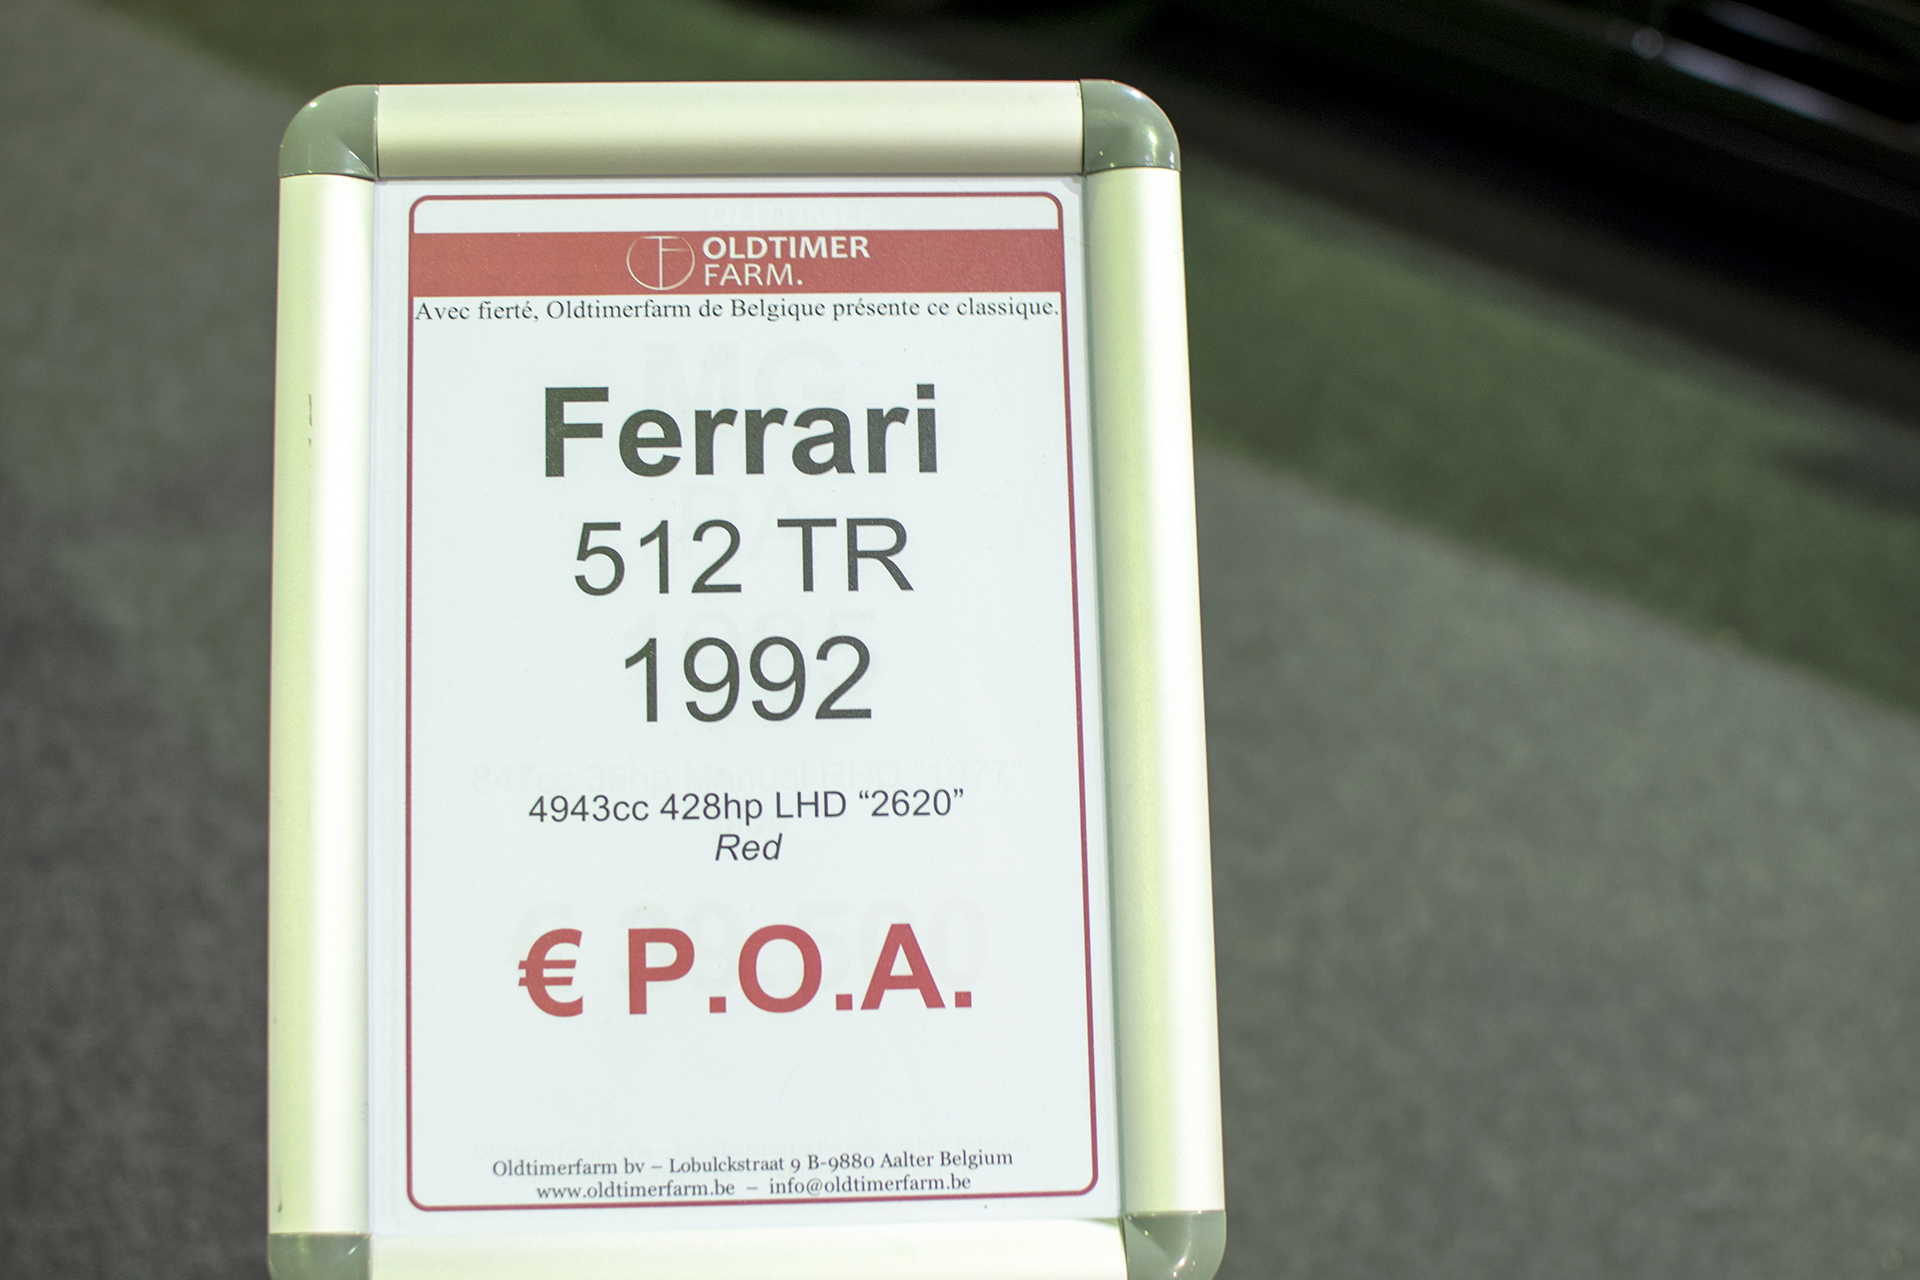 OLDTIMER
FARM.
Avec fierté, Oldtimerfarm de Belgique présente ce classique.
Ferrari
512 TR
1992
4943cc 428hp LHD “2620”
Red
€ P.O.A.
Oldtimerfarm bv – Lobulckstraat 9 B-9880 Aalter Belgium
www.oldtimerfarm.be – info@oldtimerfarm.be